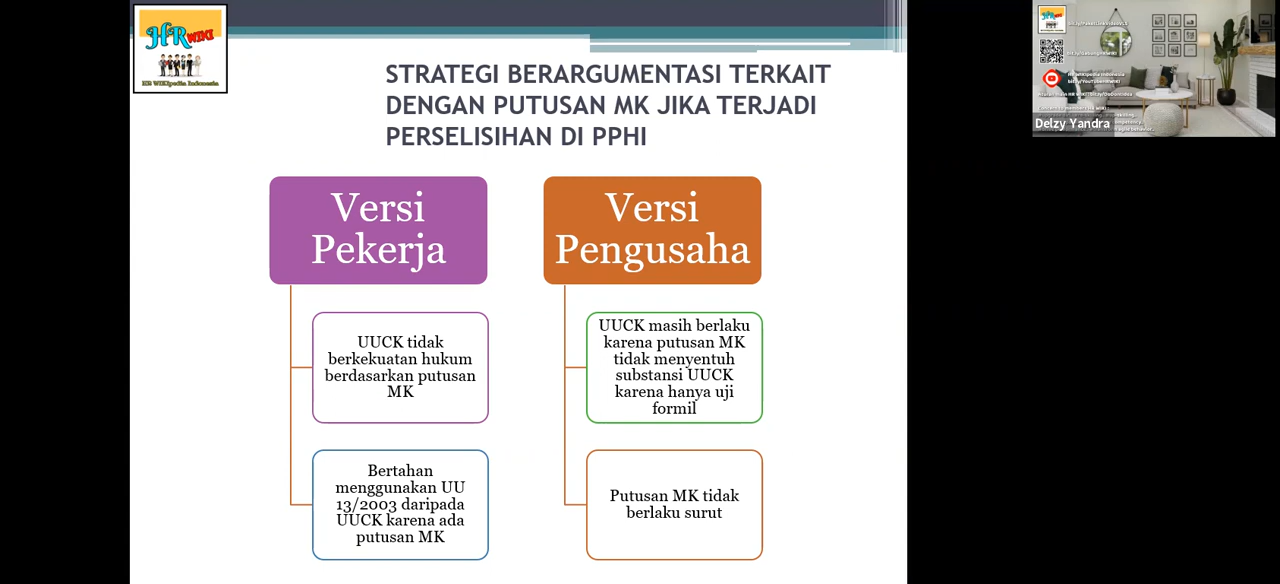 HR WIKI
HR WIKIpedia Indonesia
STRATEGI BERARGUMENTASI TERKAIT
DENGAN PUTUSAN MK JIKA TERJADI
PERSELISIHAN DI PPHI
Versi
Pekerja
UUCK tidak
berkekuatan hukum
berdasarkan putusan
MK
Bertahan
menggunakan UU
13/2003 daripada
UUCK karena ada
putusan MK
Versi
Pengusaha
UUCK masih berlaku
karena putusan MK
tidak menyentuh
substansi UUCK
karena hanya uji
formil
Putusan MK tidak
berlaku surut
Delzy Yandra